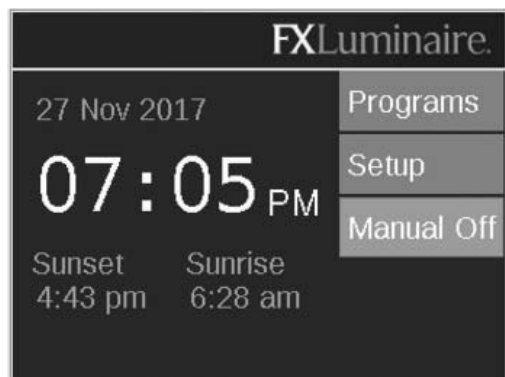 FXLuminaire.
27 Nov 2017
07:05 PM
Sunset Sunrise
4:43 pm 6:28 am
Programs
Setup
Manual Off